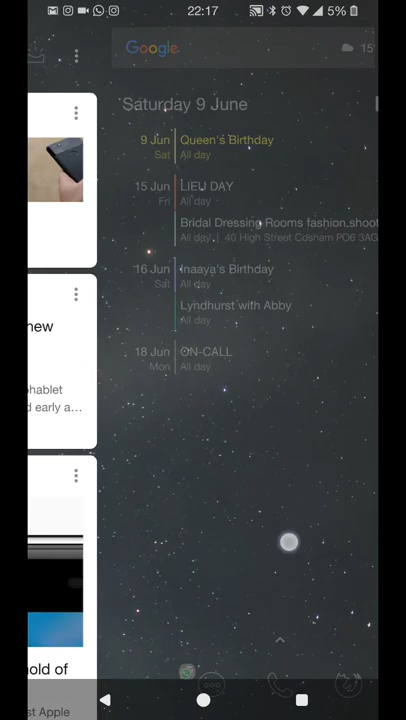 22:17
5%
Google
15°
Saturday 9 June
9 Jun
Sat
Queen's Birthday
All day
15 Jun
Fri
LIEU DAY
All day
Bridal Dressing Rooms fashion,shoot
All day | 40 High Street Cosham PO6 3AG
16 Jun
Sat
Inaaya's Birthday
All day
Lyndhurst with Abby
All day
18 Jun
Mon
ON-CALL
All day
new
phablet
d early a...
nold of
st Apple